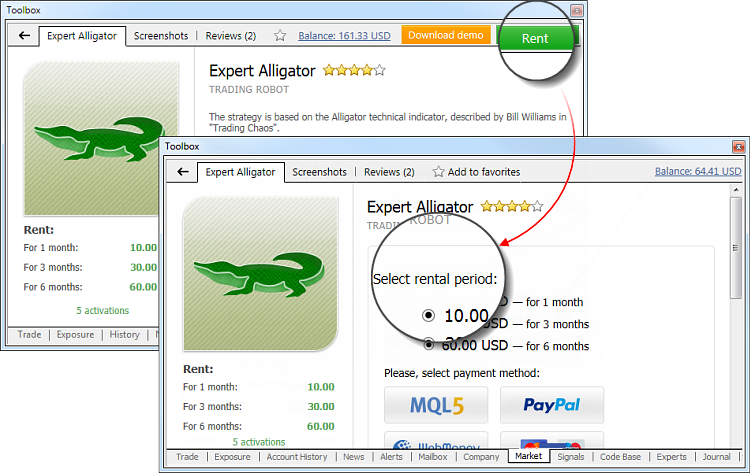 Toolbox
Expert Alligator Screenshots Reviews (2) Balance: 161.33 USD Download demo Rent
Expert Alligator
TRADING ROBOT
The strategy is based on the Alligator technical indicator, described by Bill Williams in
"Trading Chaos".
Rent:
For 1 month: 10.00
For 3 months: 30.00
For 6 months: 60.00
5 activations
Trade Exposure History
Toolbox
Expert Alligator Screenshots Reviews (2) Add to favorites Balance: 64.41 USD
Expert Alligator
TRADING ROBOT
Select rental period:
10.00 — for 1 month
USD — for 3 months
60.00 USD — for 6 months
Please, select payment method:
MQL5 PayPal
WebMoney
Rent:
For 1 month: 10.00
For 3 months: 30.00
For 6 months: 60.00
5 activations
Trade Exposure Account History News Alerts Mailbox Company Market Signals Code Base Experts Journal